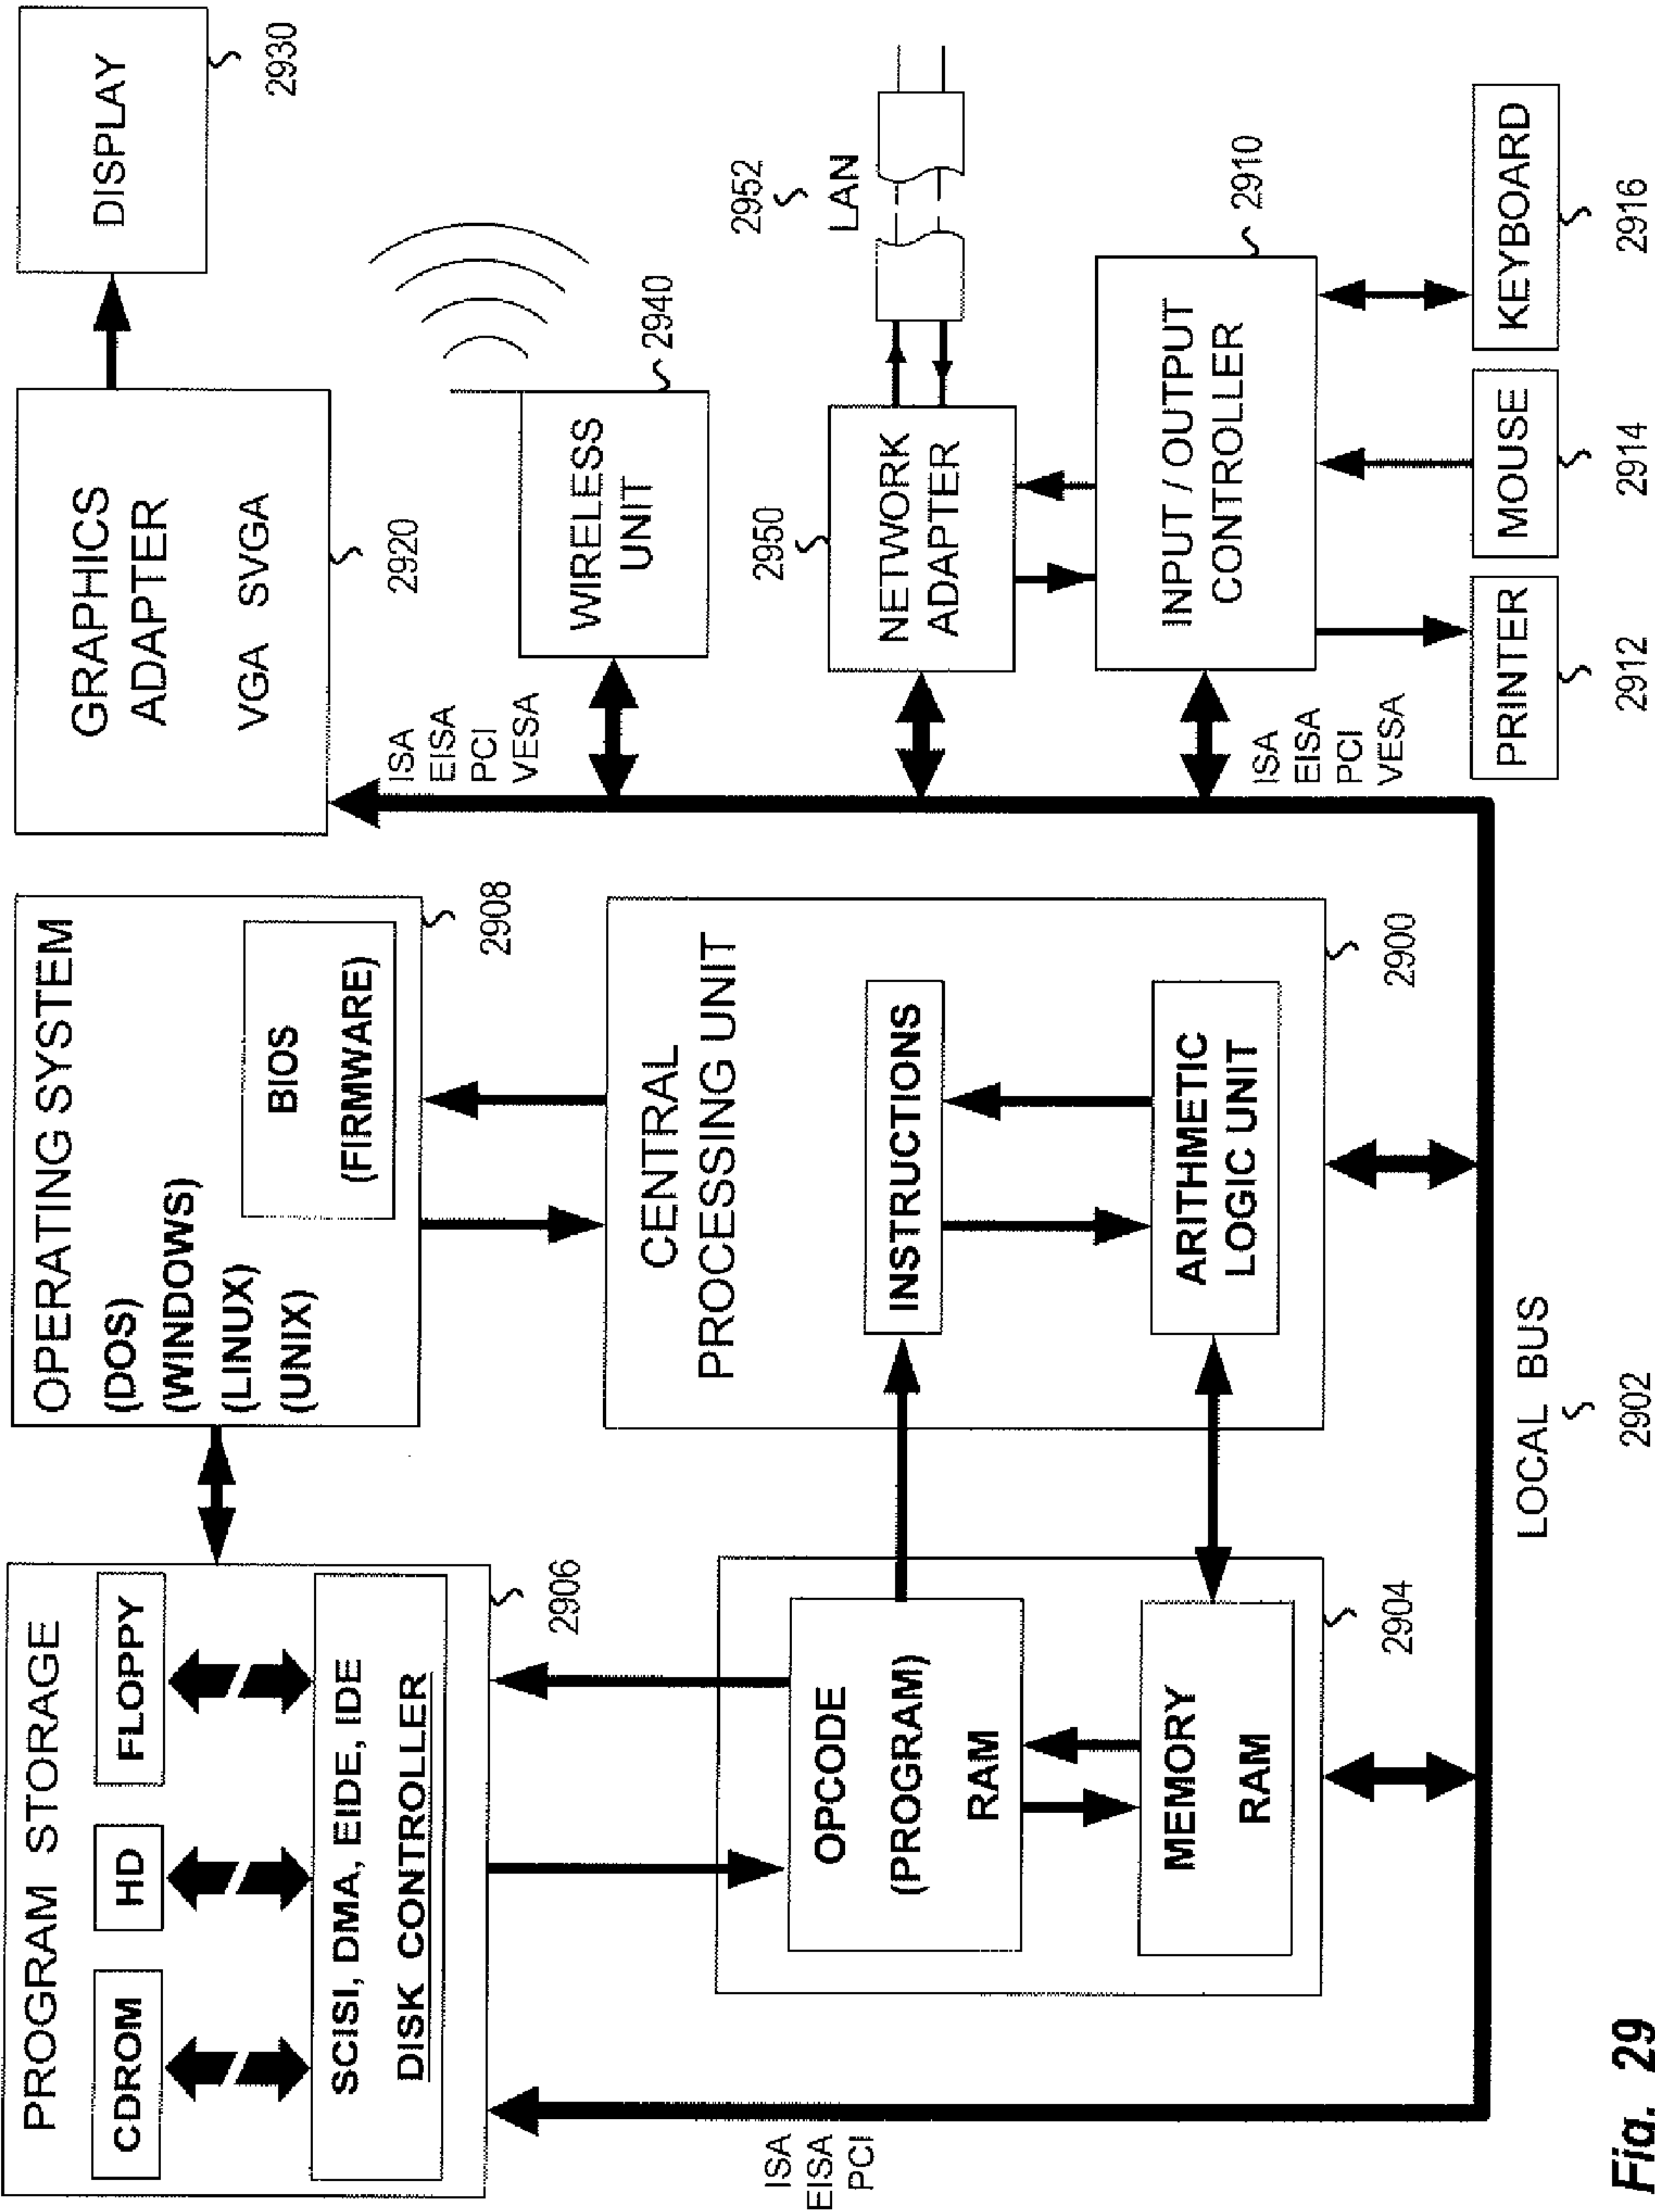 PROGRAM STORAGE
CDROM
HD
FLOPPY
SCISI, DMA, EIDE, IDE
DISK CONTROLLER
2906
OPERATING SYSTEM
(DOS)
(WINDOWS)
(LINUX)
(UNIX)
BIOS
(FIRMWARE)
2908
GRAPHICS
ADAPTER
VGA SVGA
2920
DISPLAY
2930
ISA
EISA
PCI
VESA
WIRELESS
UNIT
2940
OPCODE
(PROGRAM)
RAM
MEMORY
RAM
2904
CENTRAL
PROCESSING UNIT
INSTRUCTIONS
ARITHMETIC
LOGIC UNIT
2900
2950
NETWORK
ADAPTER
2952
LAN
INPUT / OUTPUT
CONTROLLER
2910
ISA
EISA
PCI
ISA
EISA
PCI
VESA
PRINTER
MOUSE
KEYBOARD
2912
2914
2916
LOCAL BUS
2902
Fig. 29